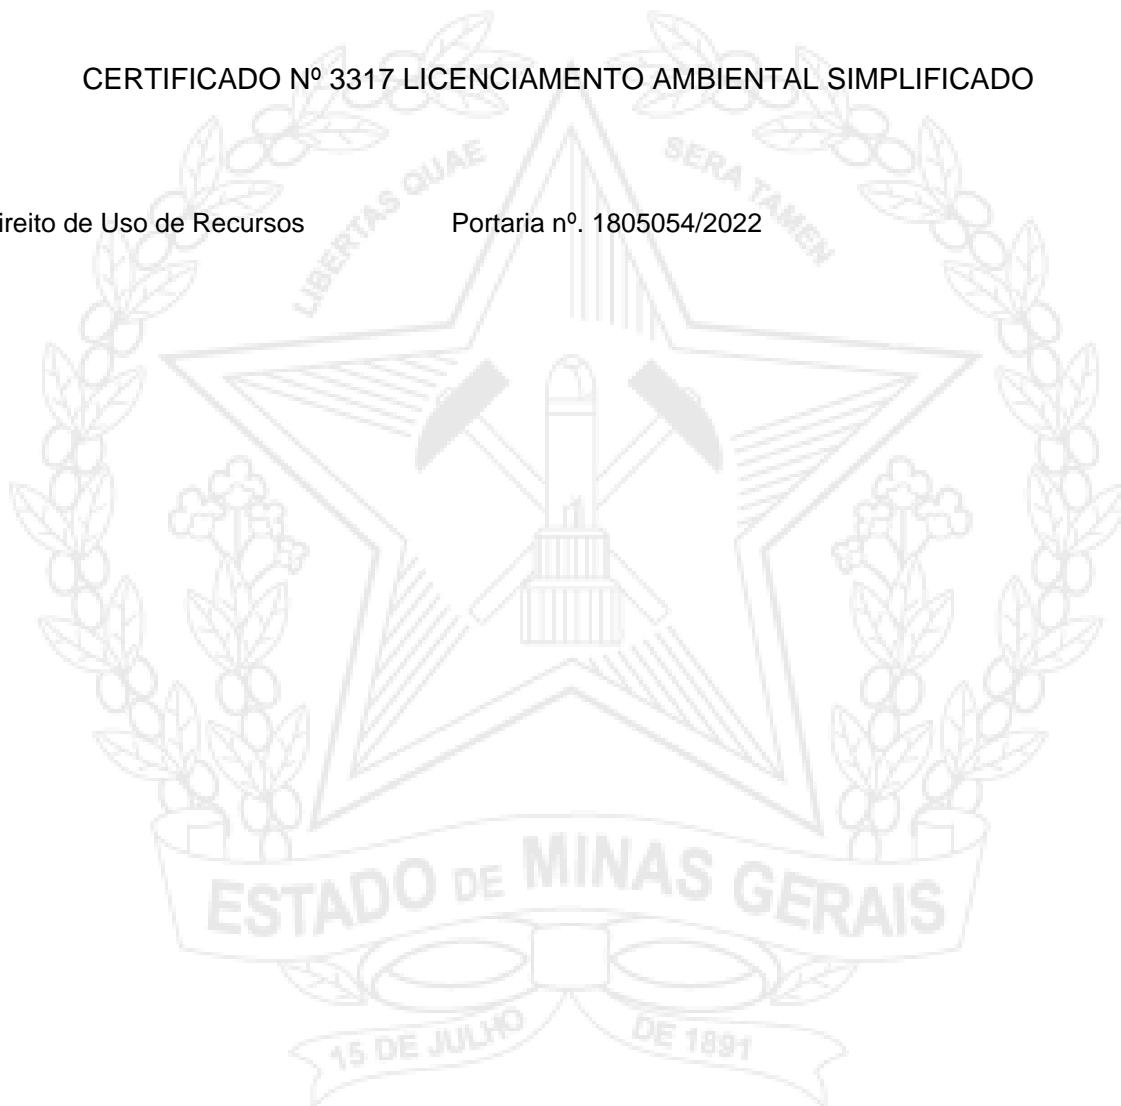 CERTIFICADO Nº 3317 LICENCIAMENTO AMBIENTAL SIMPLIFICADO
LIBERTAS QUAE SERA TAMEN
ireito de Uso de Recursos Portaria nº. 1805054/2022
ESTADO DE MINAS GERAIS
15 DE JULHO DE 1891